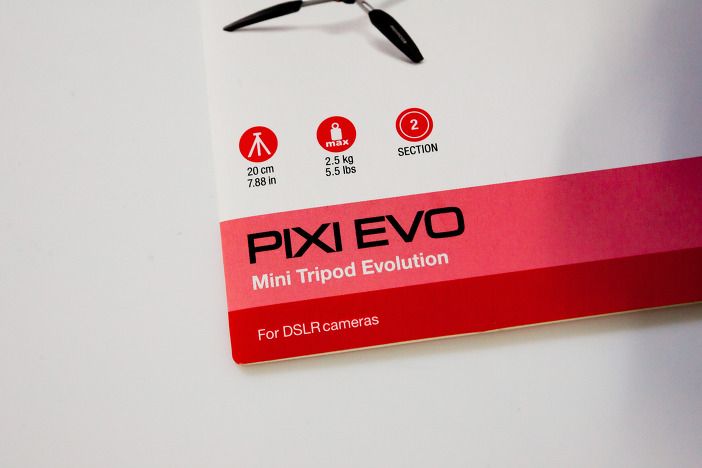 max
2
20 cm
7.88 in
2.5 kg
5.5 lbs
SECTION
PIXI EVO
Mini Tripod Evolution
For DSLR cameras